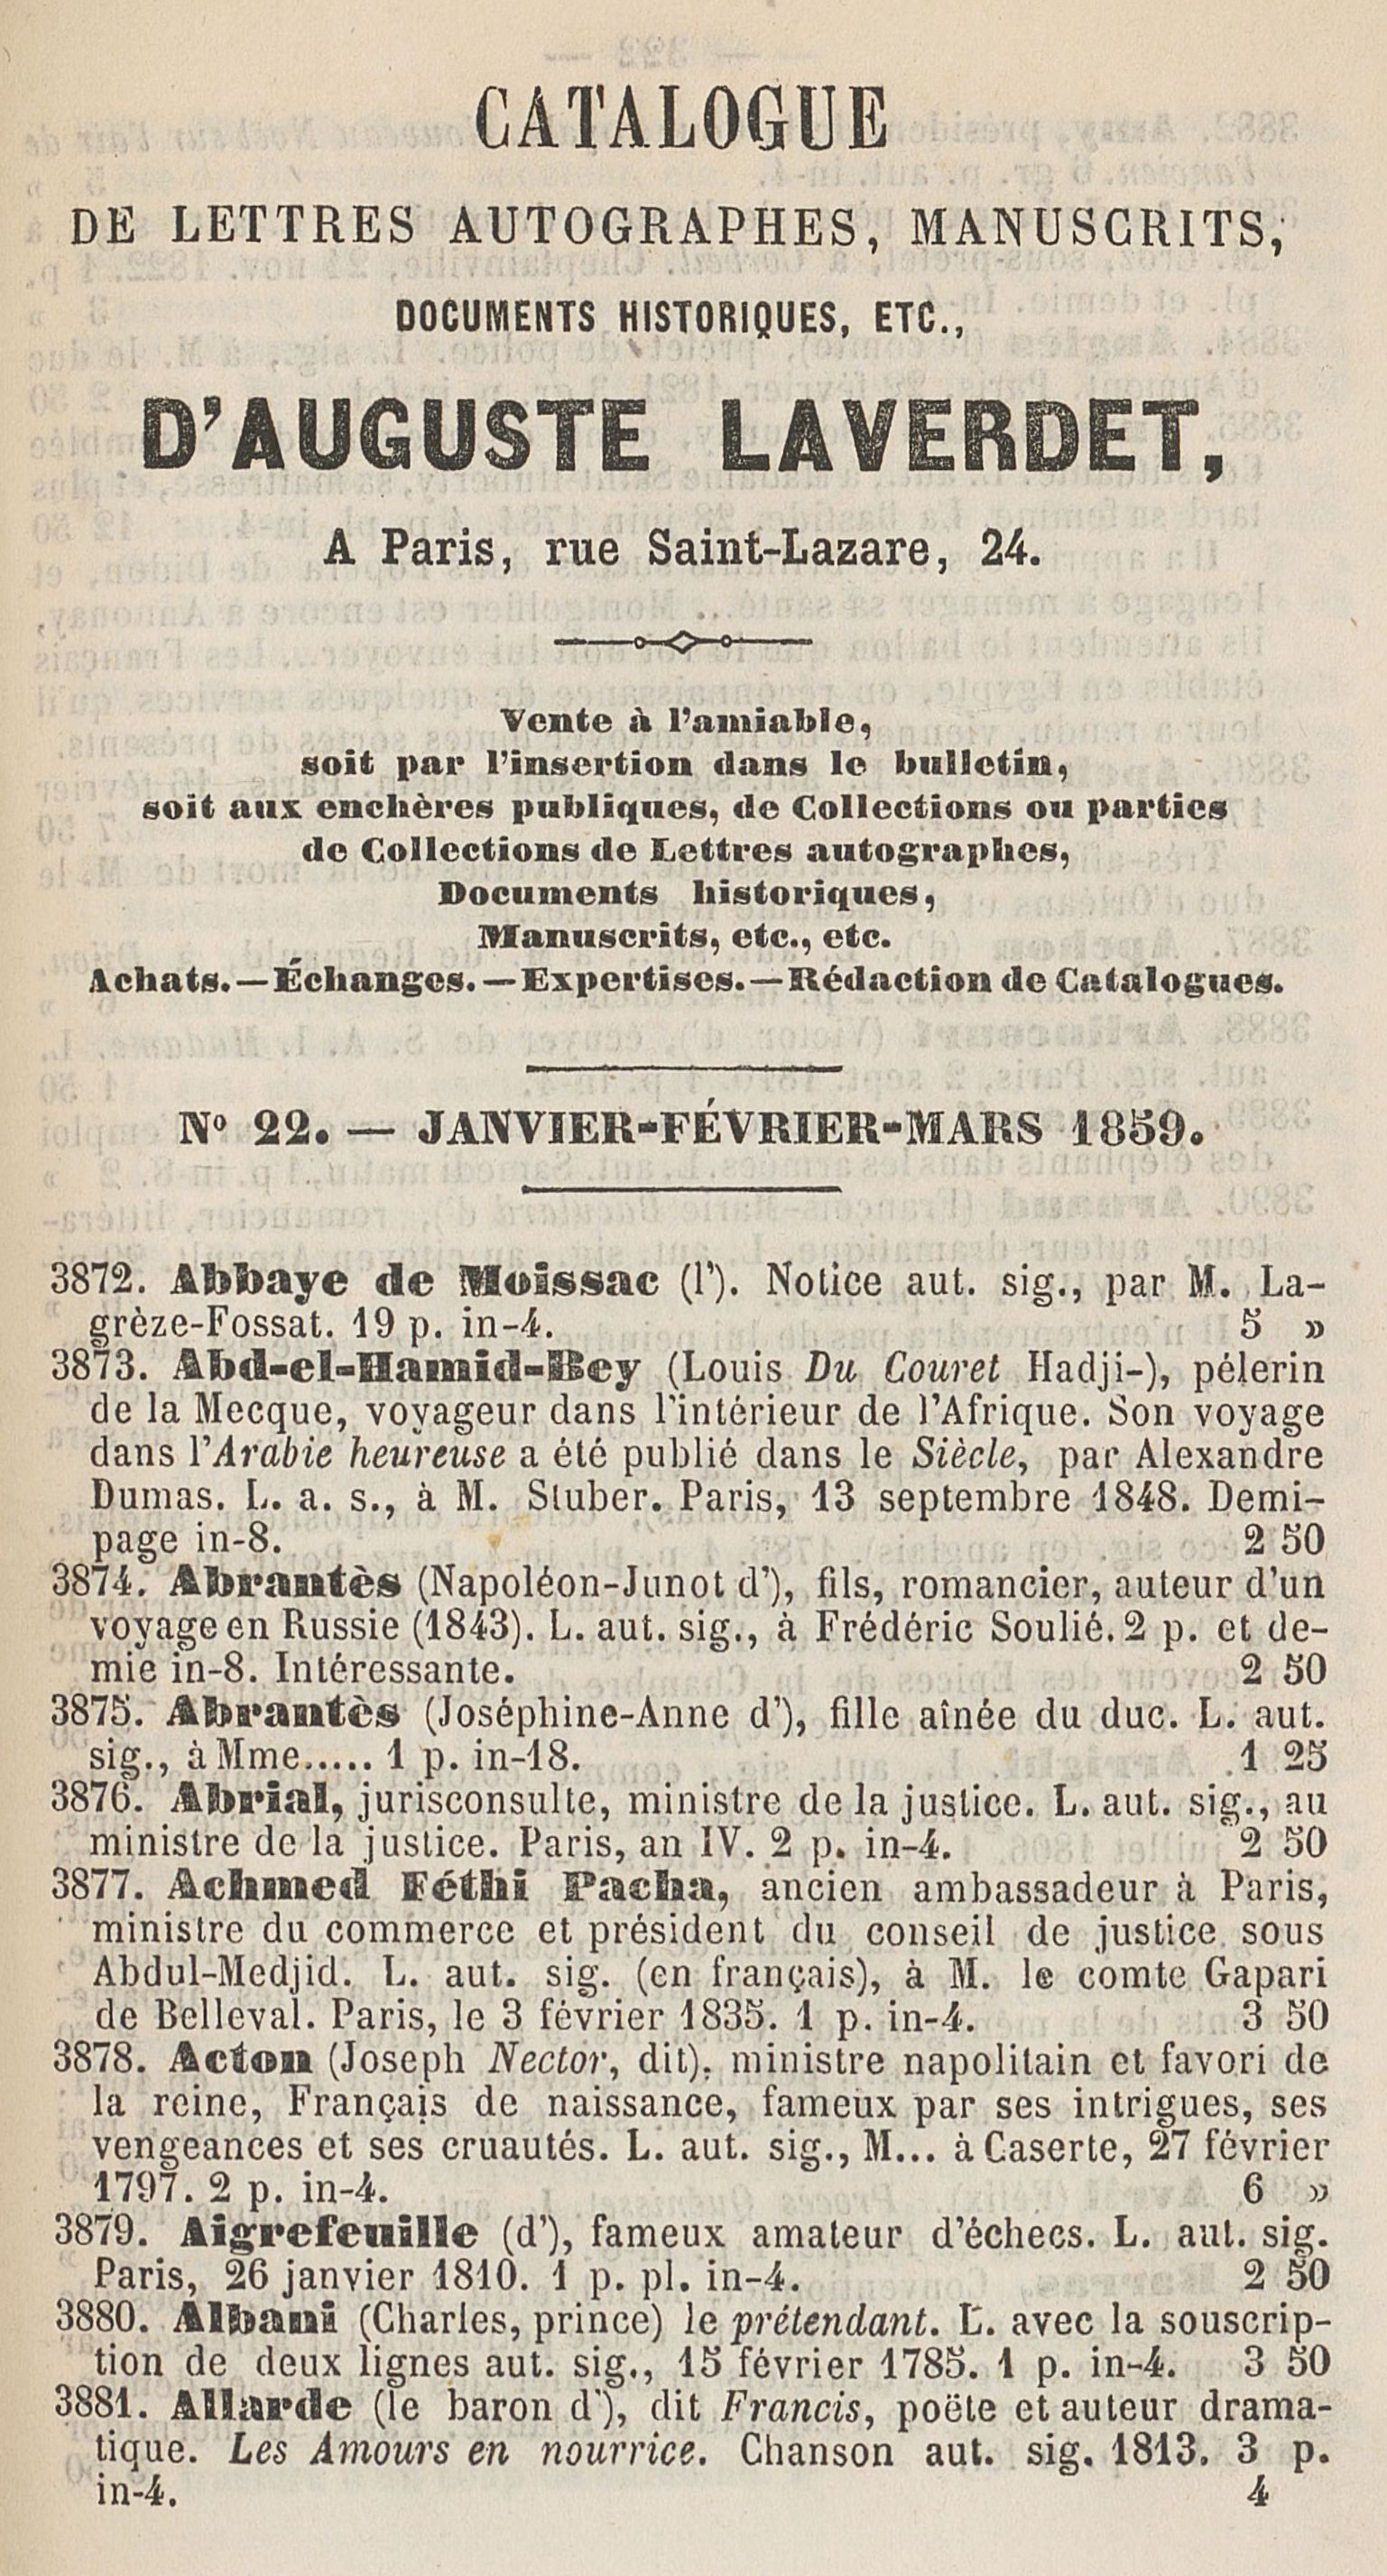 CATALOGUE
DE LETTRES AUTOGRAPHES, MANUSCRITS,
DOCUMENTS HISTORIQUES, ETC.,
D'AUGUSTE LAVERDET,
A Paris, rue Saint-Lazare, 24.
Vente à l'amiable,
soit par l'insertion dans le bulletin,
soit aux enchères publiques, de Collections ou parties
de Collections de Lettres autographes,
Documents historiques,
Manuscrits, etc., etc.
Achats.—Échanges.—Expertises.—Rédaction de Catalogues.
Nº 22. — JANVIER-FÉVRIER-MARS 1859.
3872. Abbaye de Moissac (l'). Notice aut. sig., par M. La-
grèze-Fossat. 19 p. in-4. 5 »
3873. Abd-el-Hamid-Bey (Louis Du Couret Hadji-), pélerin
de la Mecque, voyageur dans l'intérieur de l'Afrique. Son voyage
dans l'Arabie heureuse a été publié dans le Siècle, par Alexandre
Dumas. L. a. s., à M. Stuber. Paris, 13 septembre 1848. Demi-
page in-8. 2 50
3874. Abrantès (Napoléon-Junot d'), fils, romancier, auteur d'un
voyage en Russie (1843). L. aut. sig., à Frédéric Soulié. 2 p. et de-
mie in-8. Intéressante. 2 50
3875. Abrantès (Joséphine-Anne d'), fille aînée du duc. L. aut.
sig., à Mme..... 1 p. in-18. 1 25
3876. Abrial, jurisconsulte, ministre de la justice. L. aut. sig., au
ministre de la justice. Paris, an IV. 2 p. in-4. 2 50
3877. Achmed Féthi Pacha, ancien ambassadeur à Paris,
ministre du commerce et président du conseil de justice sous
Abdul-Medjid. L. aut. sig. (en français), à M. le comte Gapari
de Belleval. Paris, le 3 février 1835. 1 p. in-4. 3 50
3878. Acton (Joseph Nector, dit), ministre napolitain et favori de
la reine, Français de naissance, fameux par ses intrigues, ses
vengeances et ses cruautés. L. aut. sig., M... à Caserte, 27 février
1797. 2 p. in-4. 6 »
3879. Aigrefeuille (d'), fameux amateur d'échecs. L. aut. sig.
Paris, 26 janvier 1810. 1 p. pl. in-4. 2 50
3880. Albani (Charles, prince) le prétendant. L. avec la souscrip-
tion de deux lignes aut. sig., 15 février 1785. 1 p. in-4. 3 50
3881. Allarde (le baron d'), dit Francis, poëte et auteur drama-
tique. Les Amours en nourrice. Chanson aut. sig. 1813. 3 p.
in-4. 4